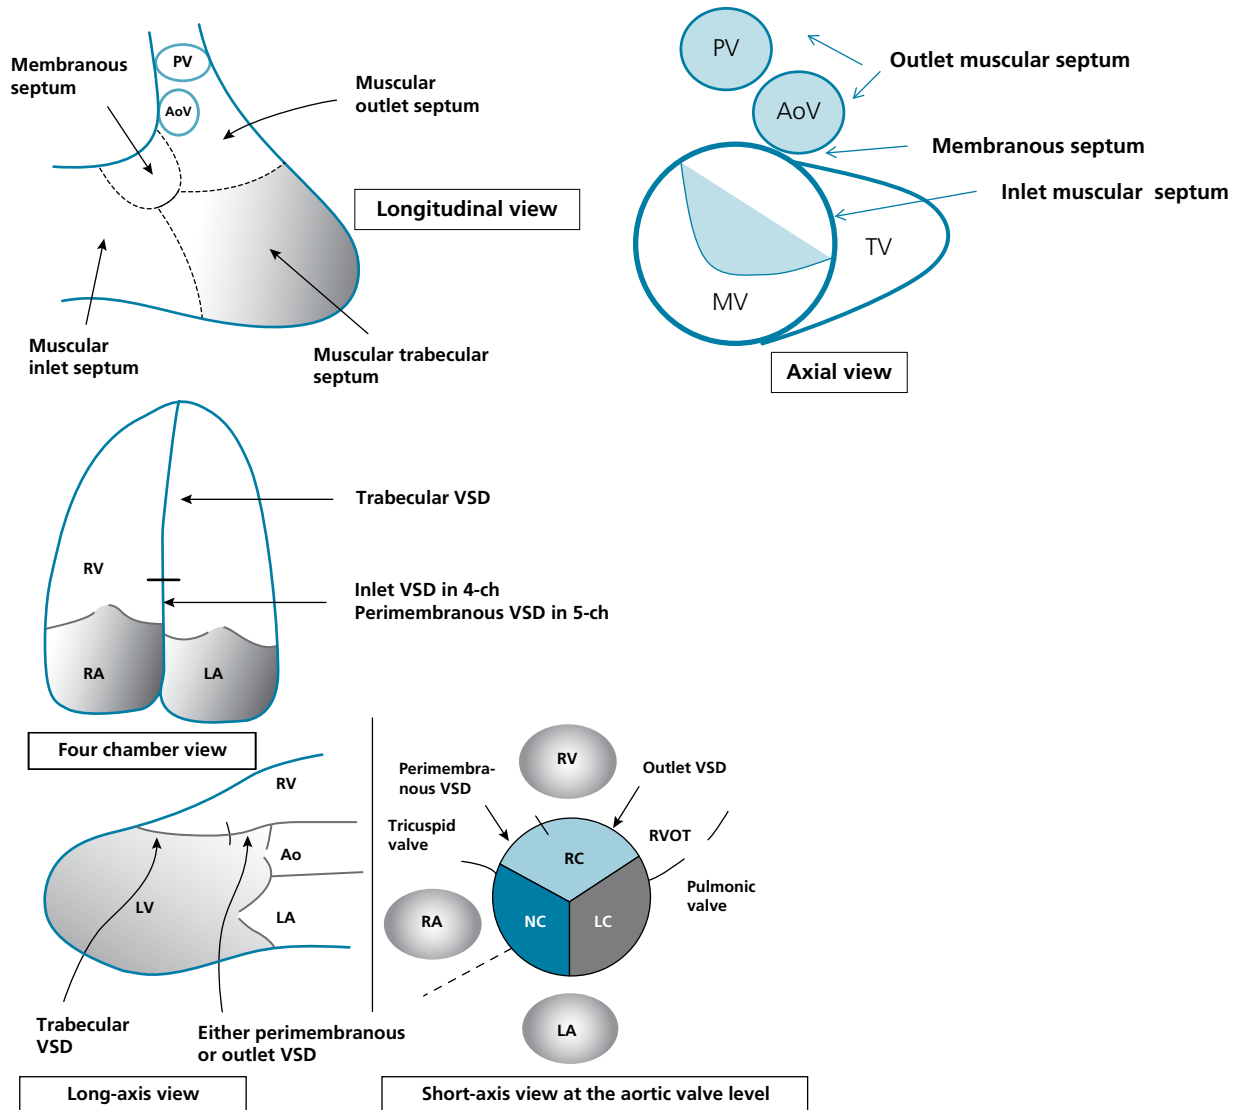 Membranous
septum
PV
AoV
Muscular
outlet septum
Longitudinal view
Muscular
inlet septum
Muscular trabecular
septum
PV
AoV
Outlet muscular septum
Membranous septum
Inlet muscular septum
TV
MV
Axial view
Trabecular VSD
RV
Inlet VSD in 4-ch
Perimembranous VSD in 5-ch
RA
LA
Four chamber view
RV
Ao
LV
LA
Trabecular
VSD
Either perimembranous
or outlet VSD
Long-axis view
RV
Perimembra-
nous VSD
Outlet VSD
Tricuspid
valve
RVOT
RC
Pulmonic
valve
RA
NC
LC
LA
Short-axis view at the aortic valve level